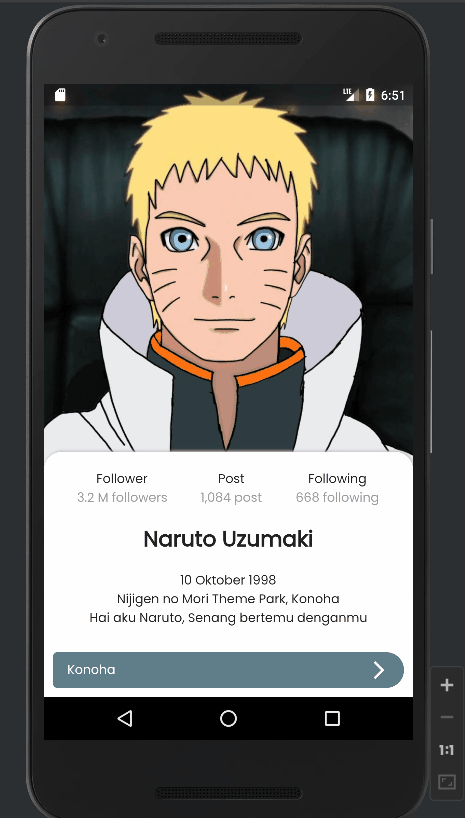 LTE 6:51
Follower Post Following
3.2 M followers 1,084 post 668 following
Naruto Uzumaki
10 Oktober 1998
Nijigen no Mori Theme Park, Konoha
Hai aku Naruto, Senang bertemu denganmu
Konoha
1:1